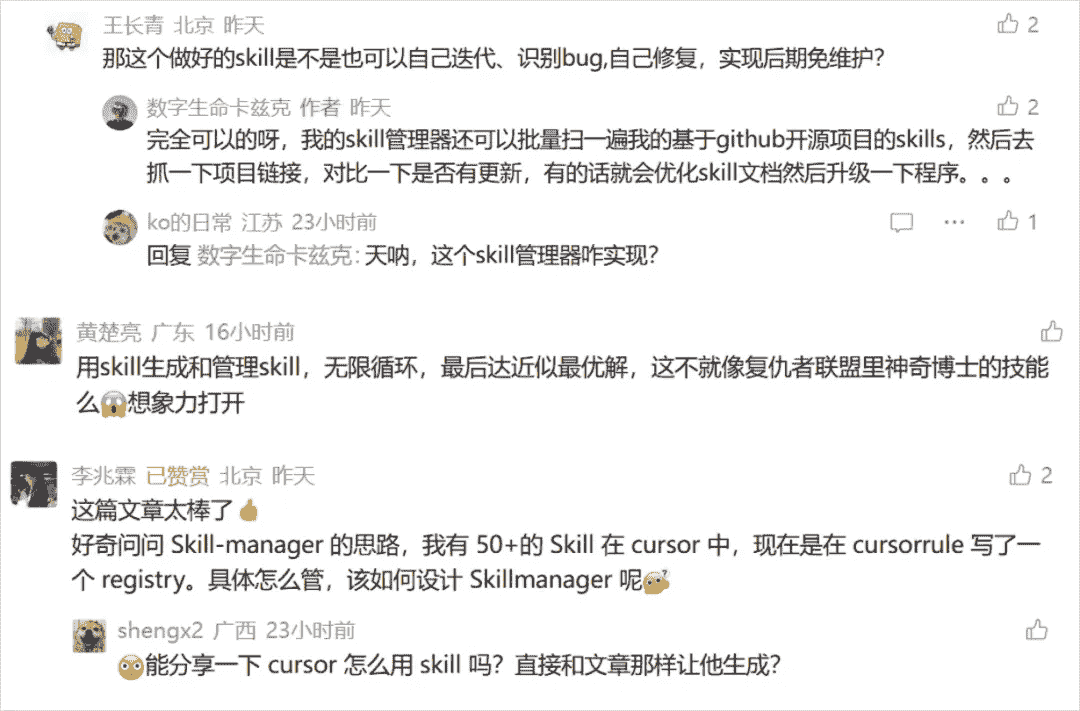 王长青 北京 昨天 2
那这个做好的skill是不是也可以自己迭代、识别bug,自己修复，实现后期免维护？
数字生命卡兹克 作者 昨天 2
完全可以的呀，我的skill管理器还可以批量扫一遍我的基于github开源项目的skills，然后去
抓一下项目链接，对比一下是否有更新，有的话就会优化skill文档然后升级一下程序。。。
ko的日常 江苏 23小时前 1
回复 数字生命卡兹克: 天呐，这个skill管理器咋实现？
黄楚亮 广东 16小时前
用skill生成和管理skill，无限循环，最后达近似最优解，这不就像复仇者联盟里神奇博士的技能
么😱想象力打开
李兆霖 已赞赏 北京 昨天 2
这篇文章太棒了👍
好奇问问 Skill-manager 的思路，我有 50+的 Skill 在 cursor 中，现在是在 cursorrule 写了一
个 registry。具体怎么管，该如何设计 Skillmanager 呢
shengx2 广西 23小时前
能分享一下 cursor 怎么用 skill 吗？直接和文章那样让他生成？